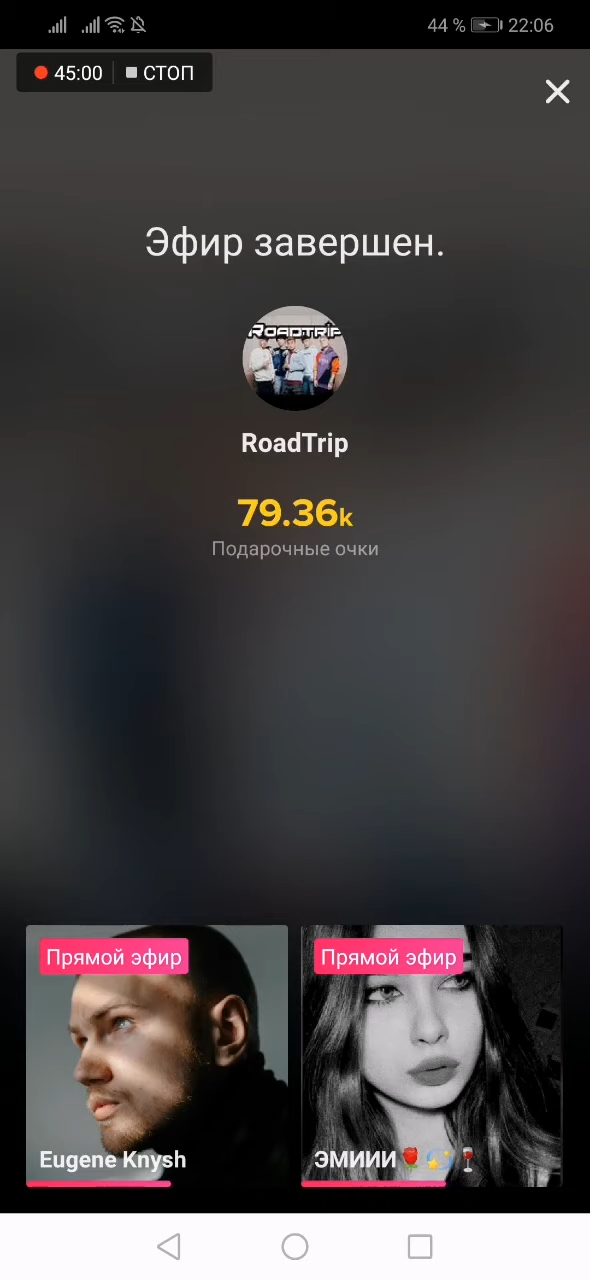 44 % 22:06
45:00 СТОП
Эфир завершен.
ROADTRIP
RoadTrip
79.36k
Подарочные очки
Прямой эфир
Прямой эфир
Eugene Knysh
ЭМИИИ🌹💫🍷